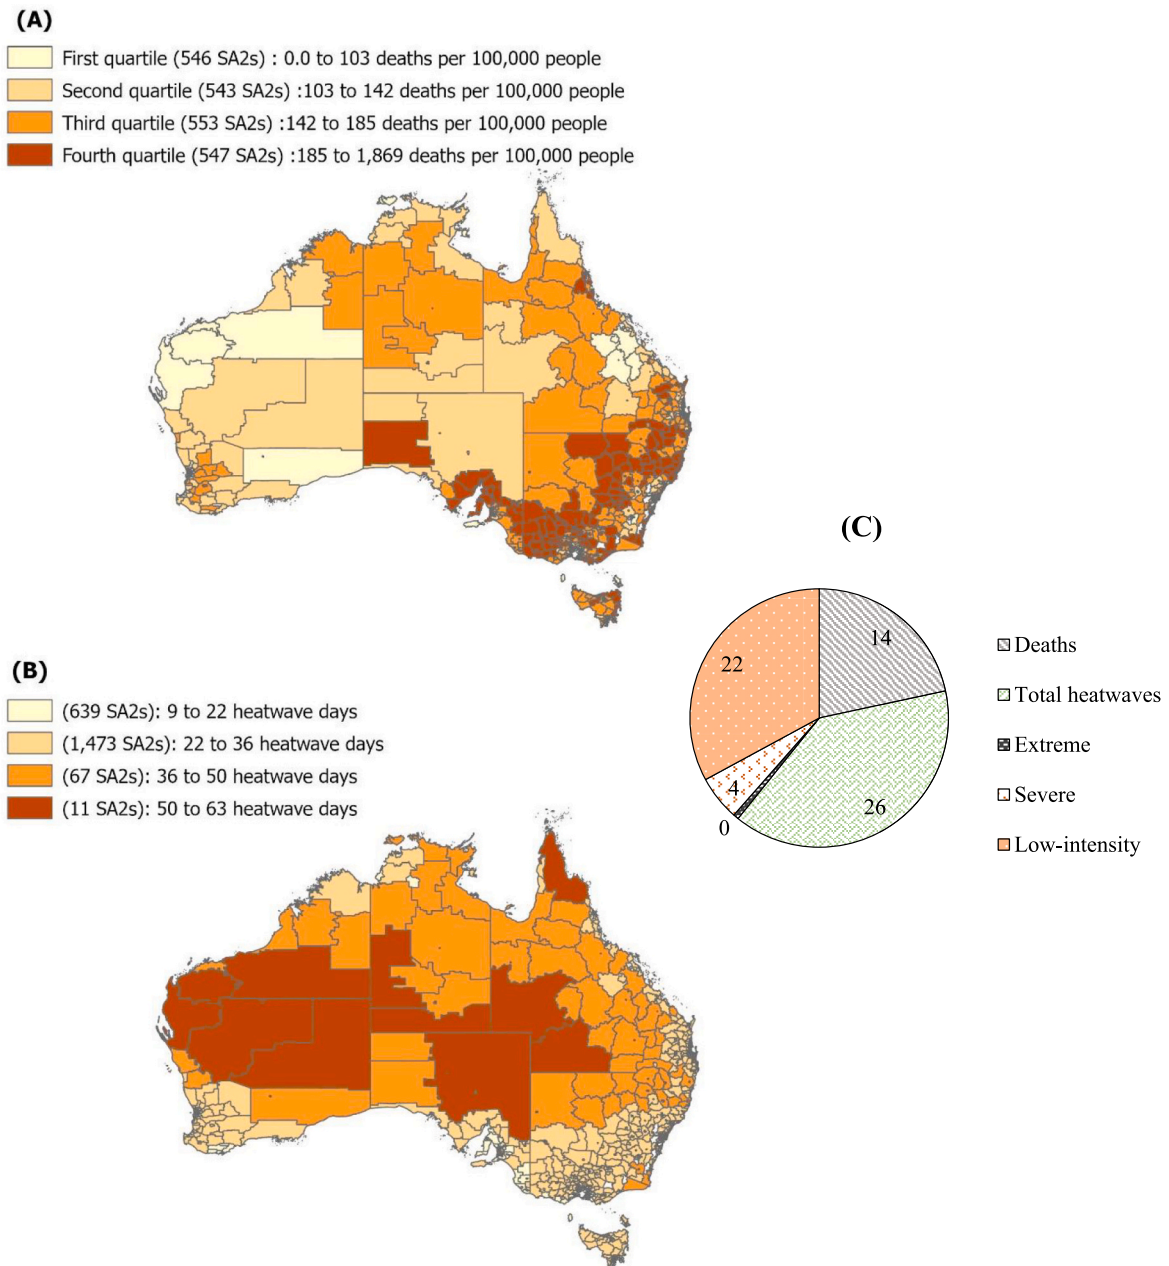 (A)
First quartile (546 SA2s) : 0.0 to 103 deaths per 100,000 people
Second quartile (543 SA2s) :103 to 142 deaths per 100,000 people
Third quartile (553 SA2s) :142 to 185 deaths per 100,000 people
Fourth quartile (547 SA2s) :185 to 1,869 deaths per 100,000 people
(B)
(639 SA2s): 9 to 22 heatwave days
(1,473 SA2s): 22 to 36 heatwave days
(67 SA2s): 36 to 50 heatwave days
(11 SA2s): 50 to 63 heatwave days
(C)
14
22
4
0
26
Deaths
Total heatwaves
Extreme
Severe
Low-intensity